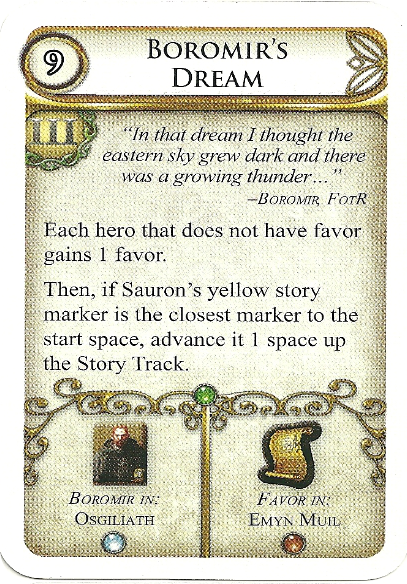 9
BOROMIR'S
DREAM
III
"In that dream I thought the
eastern sky grew dark and there
was a growing thunder…"
–BOROMIR, FOTR
Each hero that does not have favor
gains 1 favor.
Then, if Sauron's yellow story
marker is the closest marker to the
start space, advance it 1 space up
the Story Track.
BOROMIR IN:
OSGILIATH
FAVOR IN:
EMYN MUIL